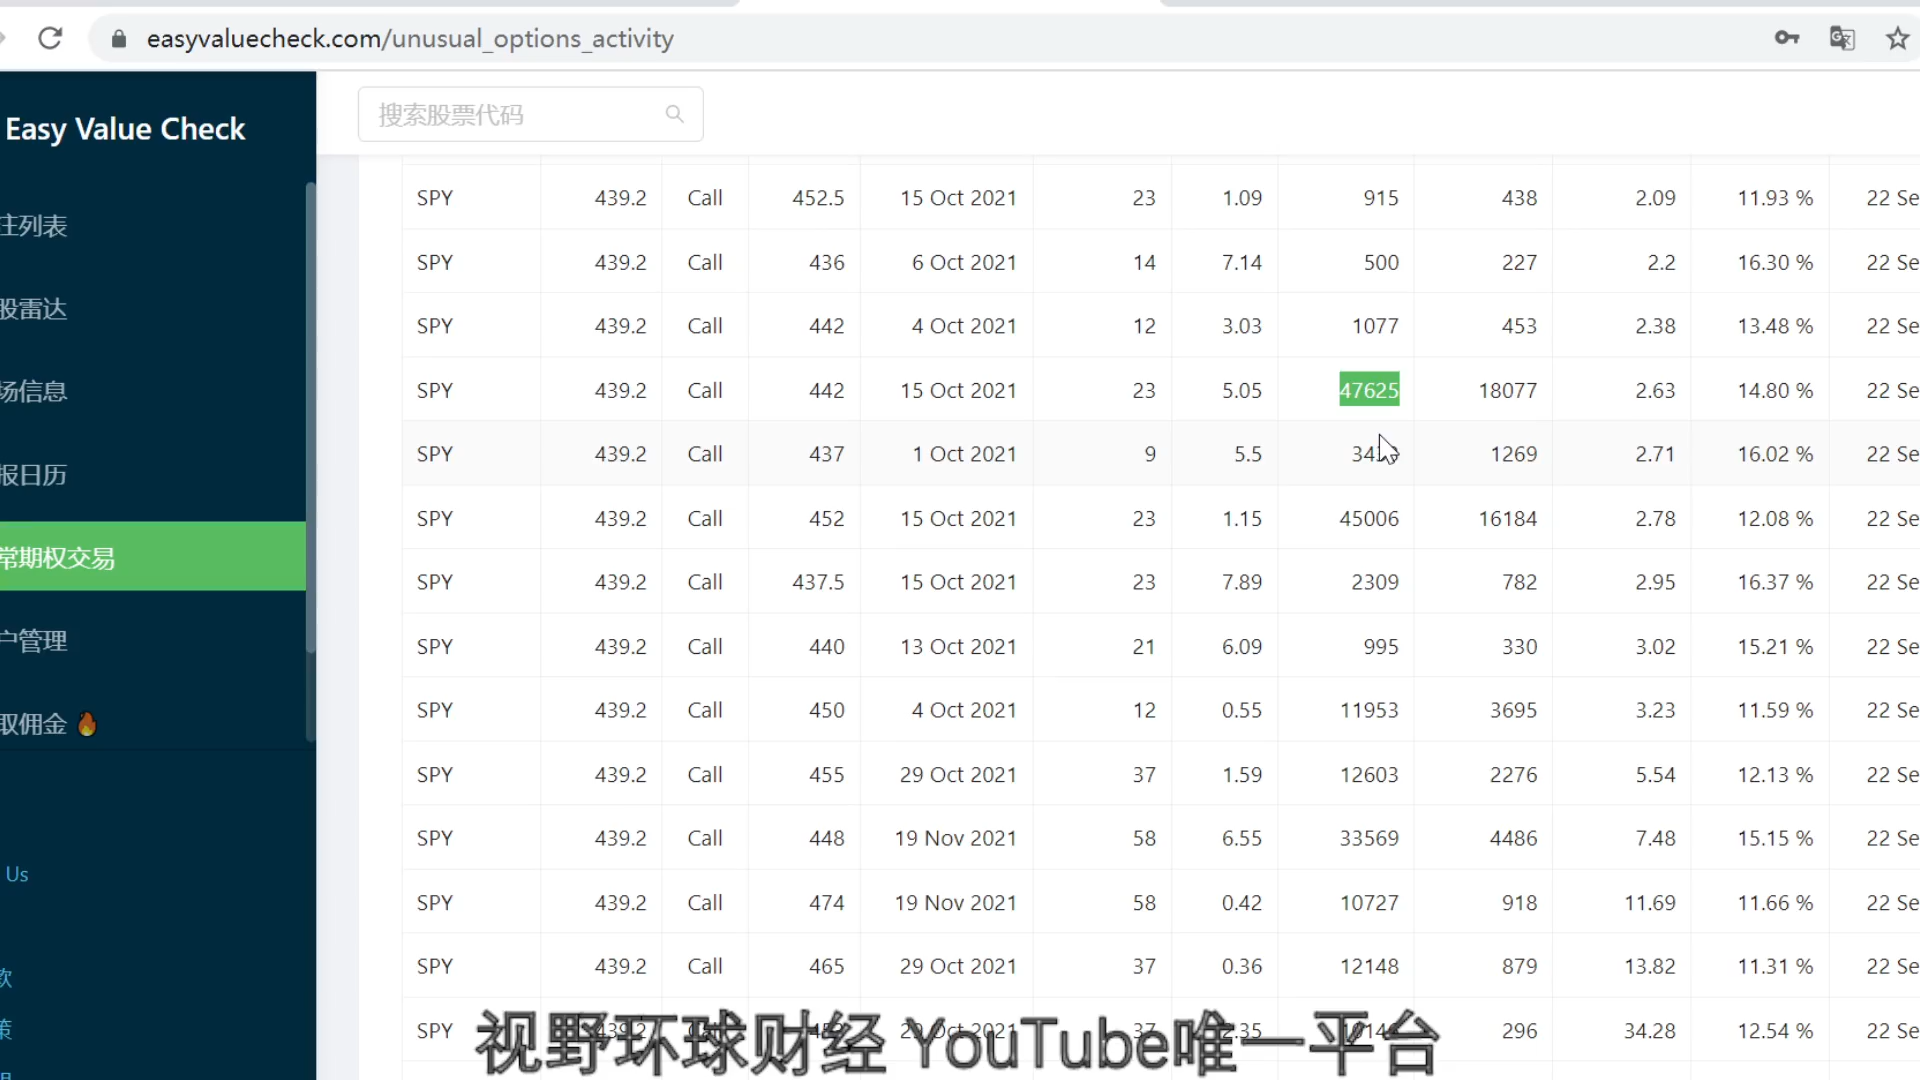 easyvaluecheck.com/unusual_options_activity
Easy Value Check
搜索股票代码
注列表
股雷达
场信息
报日历
常期权交易
户管理
取佣金
Us
款
策
SPY 439.2 Call 452.5 15 Oct 2021 23 1.09 915 438 2.09 11.93 % 22 Se
SPY 439.2 Call 436 6 Oct 2021 14 7.14 500 227 2.2 16.30 % 22 Se
SPY 439.2 Call 442 4 Oct 2021 12 3.03 1077 453 2.38 13.48 % 22 Se
SPY 439.2 Call 442 15 Oct 2021 23 5.05 47625 18077 2.63 14.80 % 22 Se
SPY 439.2 Call 437 1 Oct 2021 9 5.5 1269 2.71 16.02 % 22 Se
SPY 439.2 Call 452 15 Oct 2021 23 1.15 45006 16184 2.78 12.08 % 22 Se
SPY 439.2 Call 437.5 15 Oct 2021 23 7.89 2309 782 2.95 16.37 % 22 Se
SPY 439.2 Call 440 13 Oct 2021 21 6.09 995 330 3.02 15.21 % 22 Se
SPY 439.2 Call 450 4 Oct 2021 12 0.55 11953 3695 3.23 11.59 % 22 Se
SPY 439.2 Call 455 29 Oct 2021 37 1.59 12603 2276 5.54 12.13 % 22 Se
SPY 439.2 Call 448 19 Nov 2021 58 6.55 33569 4486 7.48 15.15 % 22 Se
SPY 439.2 Call 474 19 Nov 2021 58 0.42 10727 918 11.69 11.66 % 22 Se
SPY 439.2 Call 465 29 Oct 2021 37 0.36 12148 879 13.82 11.31 % 22 Se
SPY 296 34.28 12.54 % 22 Se
视野环球财经 YouTube唯一平台